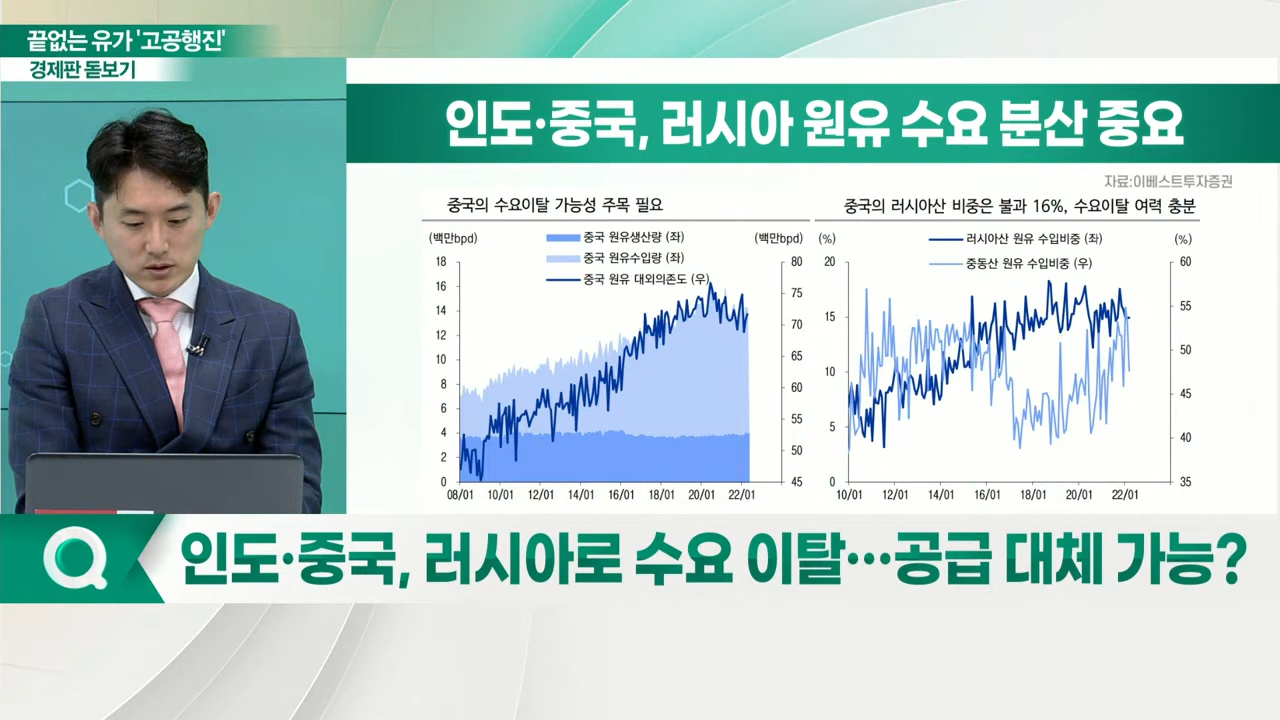 끝없는 유가 '고공행진'
경제판 돋보기
인도·중국, 러시아 원유 수요 분산 중요
자료:이베스트투자증권
중국의 수요이탈 가능성 주목 필요
(백만bpd)
중국 원유생산량 (좌)
중국 원유수입량 (좌)
중국 원유 대외의존도 (우)
(백만bpd)
18
16
14
12
10
8
6
4
2
0
80
75
70
65
60
55
50
45
08/01 10/01 12/01 14/01 16/01 18/01 20/01 22/01
중국의 러시아산 비중은 불과 16%, 수요이탈 여력 충분
(%)
러시아산 원유 수입비중 (좌)
중동산 원유 수입비중 (우)
(%)
20
15
10
5
0
60
55
50
45
40
35
10/01 12/01 14/01 16/01 18/01 20/01 22/01
인도·중국, 러시아로 수요 이탈…공급 대체 가능?